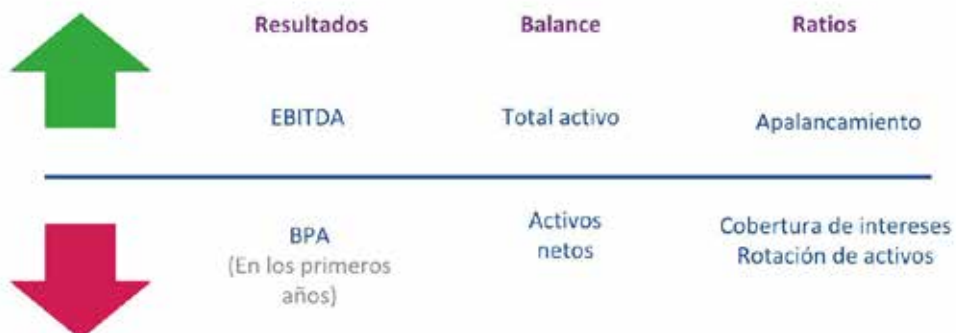 Resultados Balance Ratios
EBITDA Total activo Apalancamiento
BPA
(En los primeros
años)
Activos
netos
Cobertura de intereses
Rotación de activos